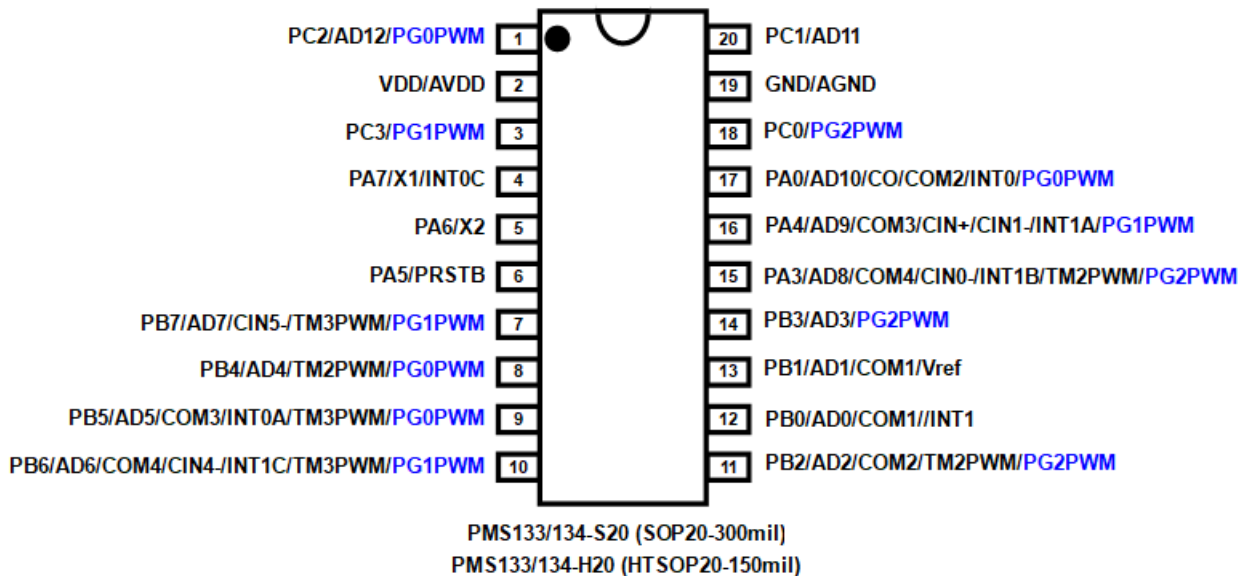 PC2/AD12/PG0PWM 1 20 PC1/AD11
VDD/AVDD 2 19 GND/AGND
PC3/PG1PWM 3 18 PC0/PG2PWM
PA7/X1/INT0C 4 17 PA0/AD10/CO/COM2/INT0/PG0PWM
PA6/X2 5 16 PA4/AD9/COM3/CIN+/CIN1-/INT1A/PG1PWM
PA5/PRSTB 6 15 PA3/AD8/COM4/CIN0-/INT1B/TM2PWM/PG2PWM
PB7/AD7/CIN5-/TM3PWM/PG1PWM 7 14 PB3/AD3/PG2PWM
PB4/AD4/TM2PWM/PG0PWM 8 13 PB1/AD1/COM1/Vref
PB5/AD5/COM3/INT0A/TM3PWM/PG0PWM 9 12 PB0/AD0/COM1//INT1
PB6/AD6/COM4/CIN4-/INT1C/TM3PWM/PG1PWM 10 11 PB2/AD2/COM2/TM2PWM/PG2PWM
PMS133/134-S20 (SOP20-300mil)
PMS133/134-H20 (HTSOP20-150mil)